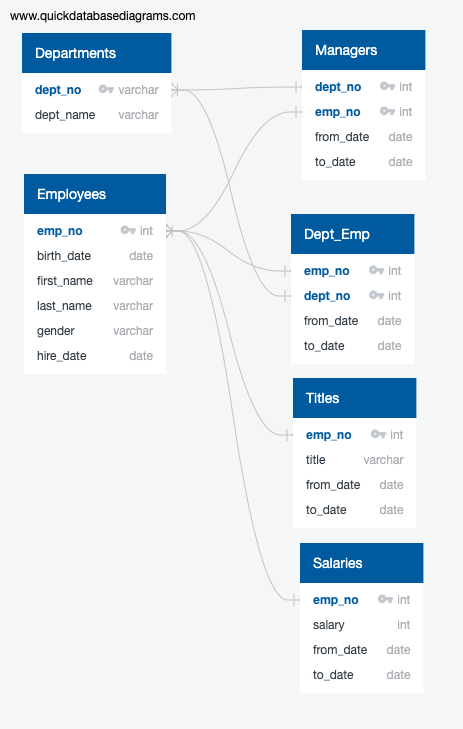 www.quickdatabasediagrams.com
Departments
dept_no varchar
dept_name varchar
Employees
emp_no int
birth_date date
first_name varchar
last_name varchar
gender varchar
hire_date date
Managers
dept_no int
emp_no int
from_date date
to_date date
Dept_Emp
emp_no int
dept_no int
from_date date
to_date date
Titles
emp_no int
title varchar
from_date date
to_date date
Salaries
emp_no int
salary int
from_date date
to_date date